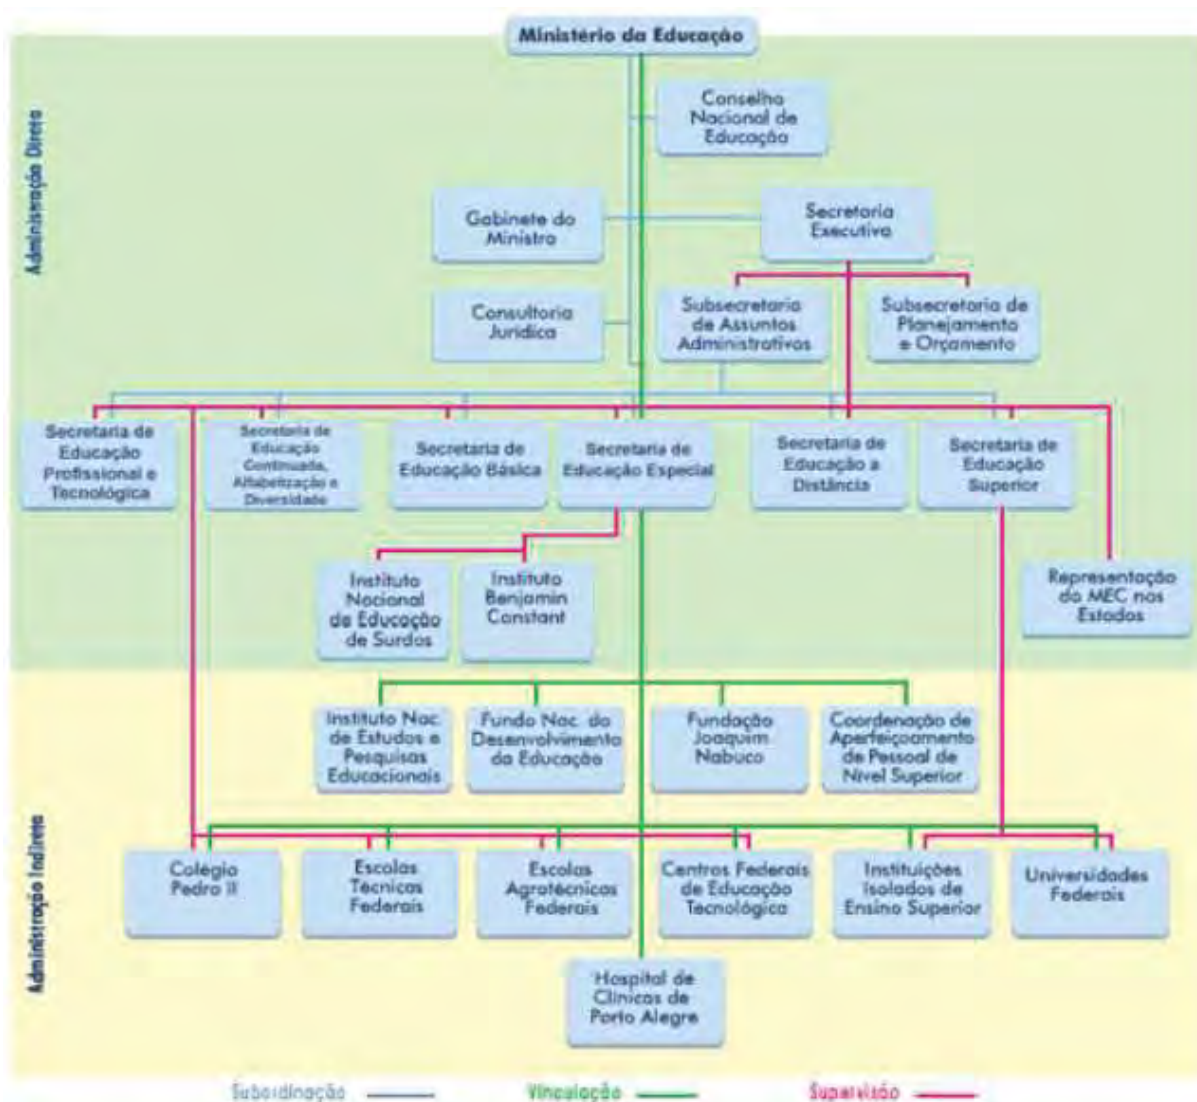 Ministério da Educação
Conselho
Nacional de
Educação
Gabinete do
Ministro
Secretaria
Executiva
Consultoria
Jurídica
Subsecretaria
de Assuntos
Administrativos
Subsecretaria de
Planejamento
e Orçamento
Secretaria de
Educação
Profissional e
Tecnológica
Secretaria de
Educação
Continuada,
Alfabetização e
Diversidade
Secretaria de
Educação Básica
Secretaria de
Educação Especial
Secretaria de
Educação a
Distância
Secretaria de
Educação
Superior
Instituto
Nacional
de Educação
de Surdos
Instituto
Benjamin
Constant
Representação
do MEC nos
Estados
Administração Direta
Instituto Nac.
de Estudos e
Pesquisas
Educacionais
Fundo Nac. do
Desenvolvimento
da Educação
Fundação
Joaquim
Nabuco
Coordenação de
Aperfeiçoamento
de Pessoal de
Nível Superior
Colégio
Pedro II
Escolas
Técnicas
Federais
Escolas
Agrotécnicas
Federais
Centros Federais
de Educação
Tecnológica
Instituições
Isoladas de
Ensino Superior
Universidades
Federais
Hospital de
Clínicas de
Porto Alegre
Administração Indireta
Subordinação
Vinculação
Supervisão